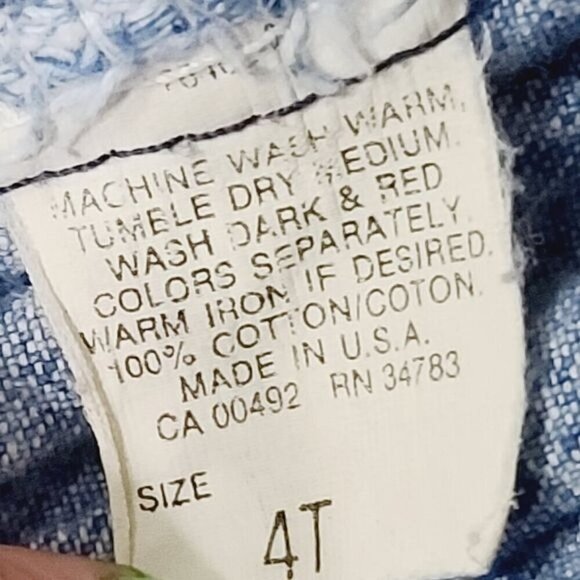 MACHINE WASH WARM,
TUMBLE DRY MEDIUM.
WASH DARK & RED
COLORS SEPARATELY.
WARM IRON IF DESIRED.
100% COTTON/COTON.
MADE IN U.S.A.
CA 00492 RN 34783
SIZE
4T